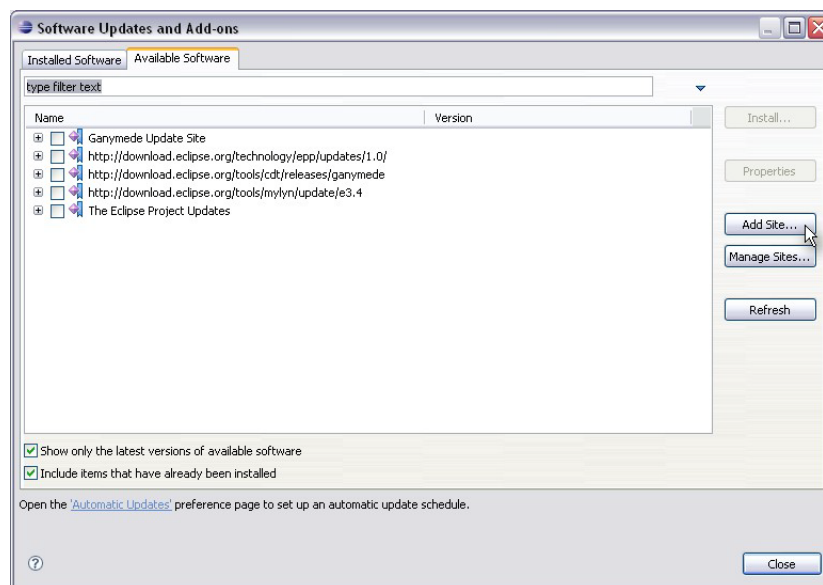 Software Updates and Add-ons
Installed Software
Available Software
type filter text
Name
Version
Ganymede Update Site
http://download.eclipse.org/technology/epp/updates/1.0/
http://download.eclipse.org/tools/cdt/releases/ganymede
http://download.eclipse.org/tools/mylyn/update/e3.4
The Eclipse Project Updates
Install...
Properties
Add Site...
Manage Sites...
Refresh
Show only the latest versions of available software
Include items that have already been installed
Open the 'Automatic Updates' preference page to set up an automatic update schedule.
?
Close